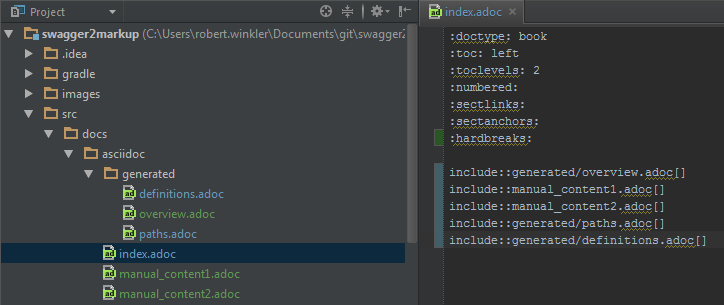 Project
swagger2markup (C:\Users\robert.winkler\Documents\git\swagger2
.idea
gradle
images
src
docs
asciidoc
generated
definitions.adoc
overview.adoc
paths.adoc
index.adoc
manual_content1.adoc
manual_content2.adoc
index.adoc
:doctype: book
:toc: left
:toclevels: 2
:numbered:
:sectlinks:
:sectanchors:
:hardbreaks:
include::generated/overview.adoc[]
include::manual_content1.adoc[]
include::manual_content2.adoc[]
include::generated/paths.adoc[]
include::generated/definitions.adoc[]